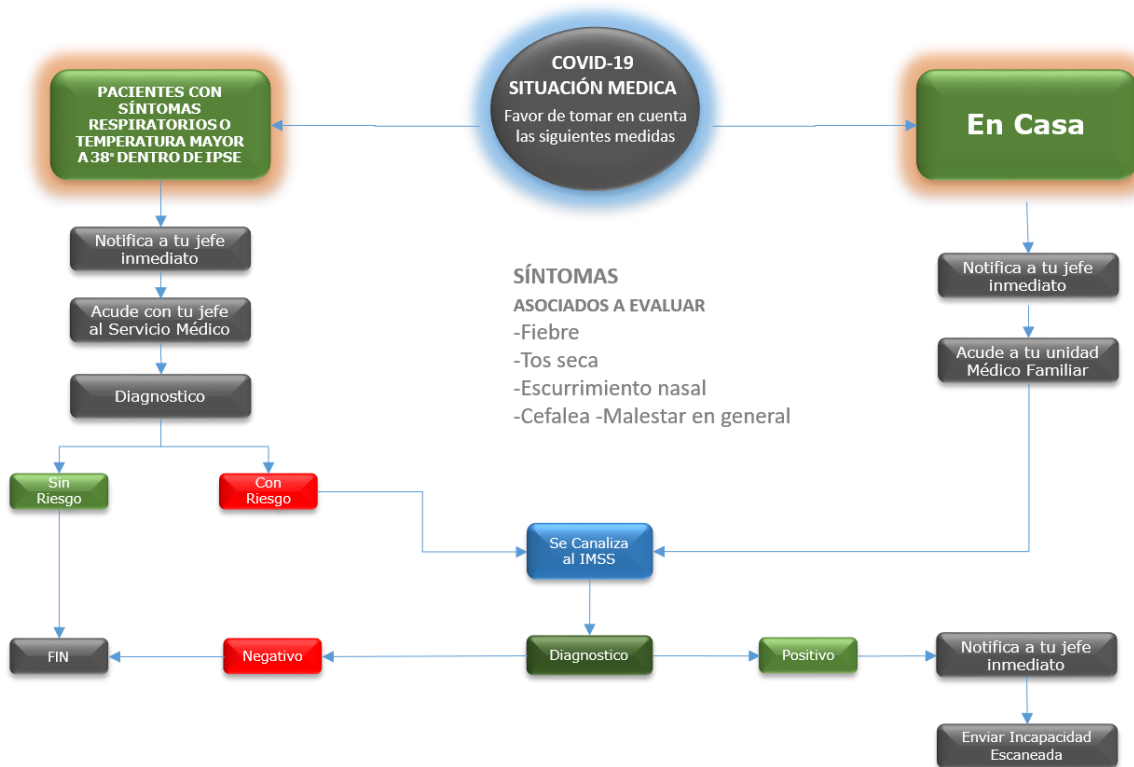 COVID-19
SITUACIÓN MEDICA
Favor de tomar en cuenta
las siguientes medidas
PACIENTES CON
SÍNTOMAS
RESPIRATORIOS O
TEMPERATURA MAYOR
A 38° DENTRO DE IPSE
En Casa
Notifica a tu jefe
inmediato
Acude con tu jefe
al Servicio Médico
Diagnostico
Sin
Riesgo
Con
Riesgo
SÍNTOMAS
ASOCIADOS A EVALUAR
-Fiebre
-Tos seca
-Escurrimiento nasal
-Cefalea -Malestar en general
Notifica a tu jefe
inmediato
Acude a tu unidad
Médico Familiar
Se Canaliza
al IMSS
FIN
Negativo
Diagnostico
Positivo
Notifica a tu jefe
inmediato
Enviar Incapacidad
Escaneada